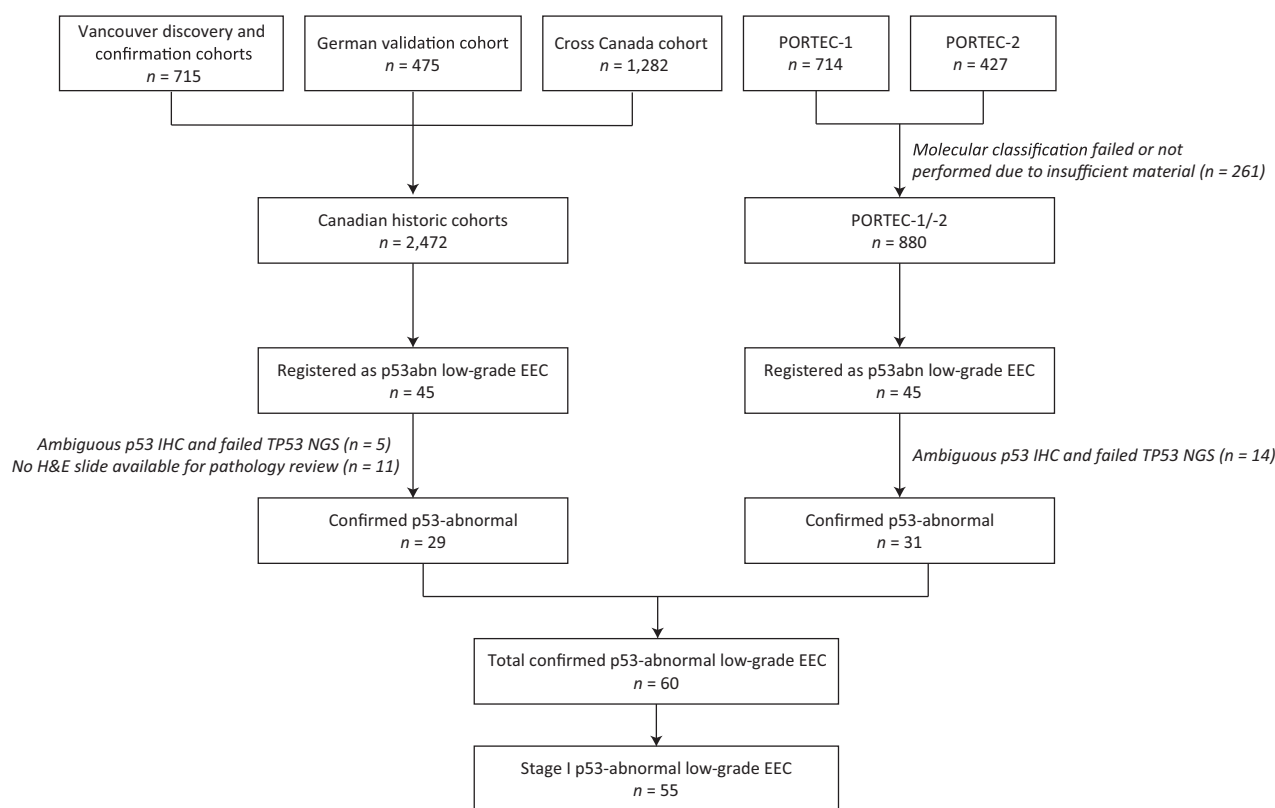 Vancouver discovery and
confirmation cohorts
n = 715
German validation cohort
n = 475
Cross Canada cohort
n = 1,282
PORTEC-1
n = 714
PORTEC-2
n = 427
Molecular classification failed or not
performed due to insufficient material (n = 261)
Canadian historic cohorts
n = 2,472
PORTEC-1/-2
n = 880
Registered as p53abn low-grade EEC
n = 45
Registered as p53abn low-grade EEC
n = 45
Ambiguous p53 IHC and failed TP53 NGS (n = 5)
No H&E slide available for pathology review (n = 11)
Ambiguous p53 IHC and failed TP53 NGS (n = 14)
Confirmed p53-abnormal
n = 29
Confirmed p53-abnormal
n = 31
Total confirmed p53-abnormal low-grade EEC
n = 60
Stage I p53-abnormal low-grade EEC
n = 55